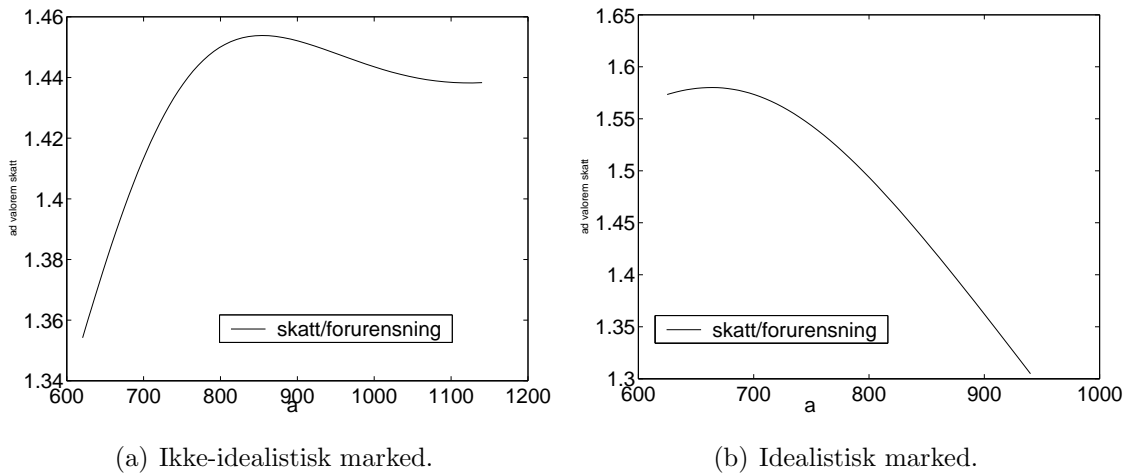 1.46
1.44
1.42
1.4
1.38
1.36
1.34
ad valorem skatt
skatt/forurensning
600 700 800 900 1000 1100 1200
a
(a) Ikke-idealistisk marked.
1.65
1.6
1.55
1.5
1.45
1.4
1.35
1.3
ad valorem skatt
skatt/forurensning
600 700 800 900 1000
a
(b) Idealistisk marked.